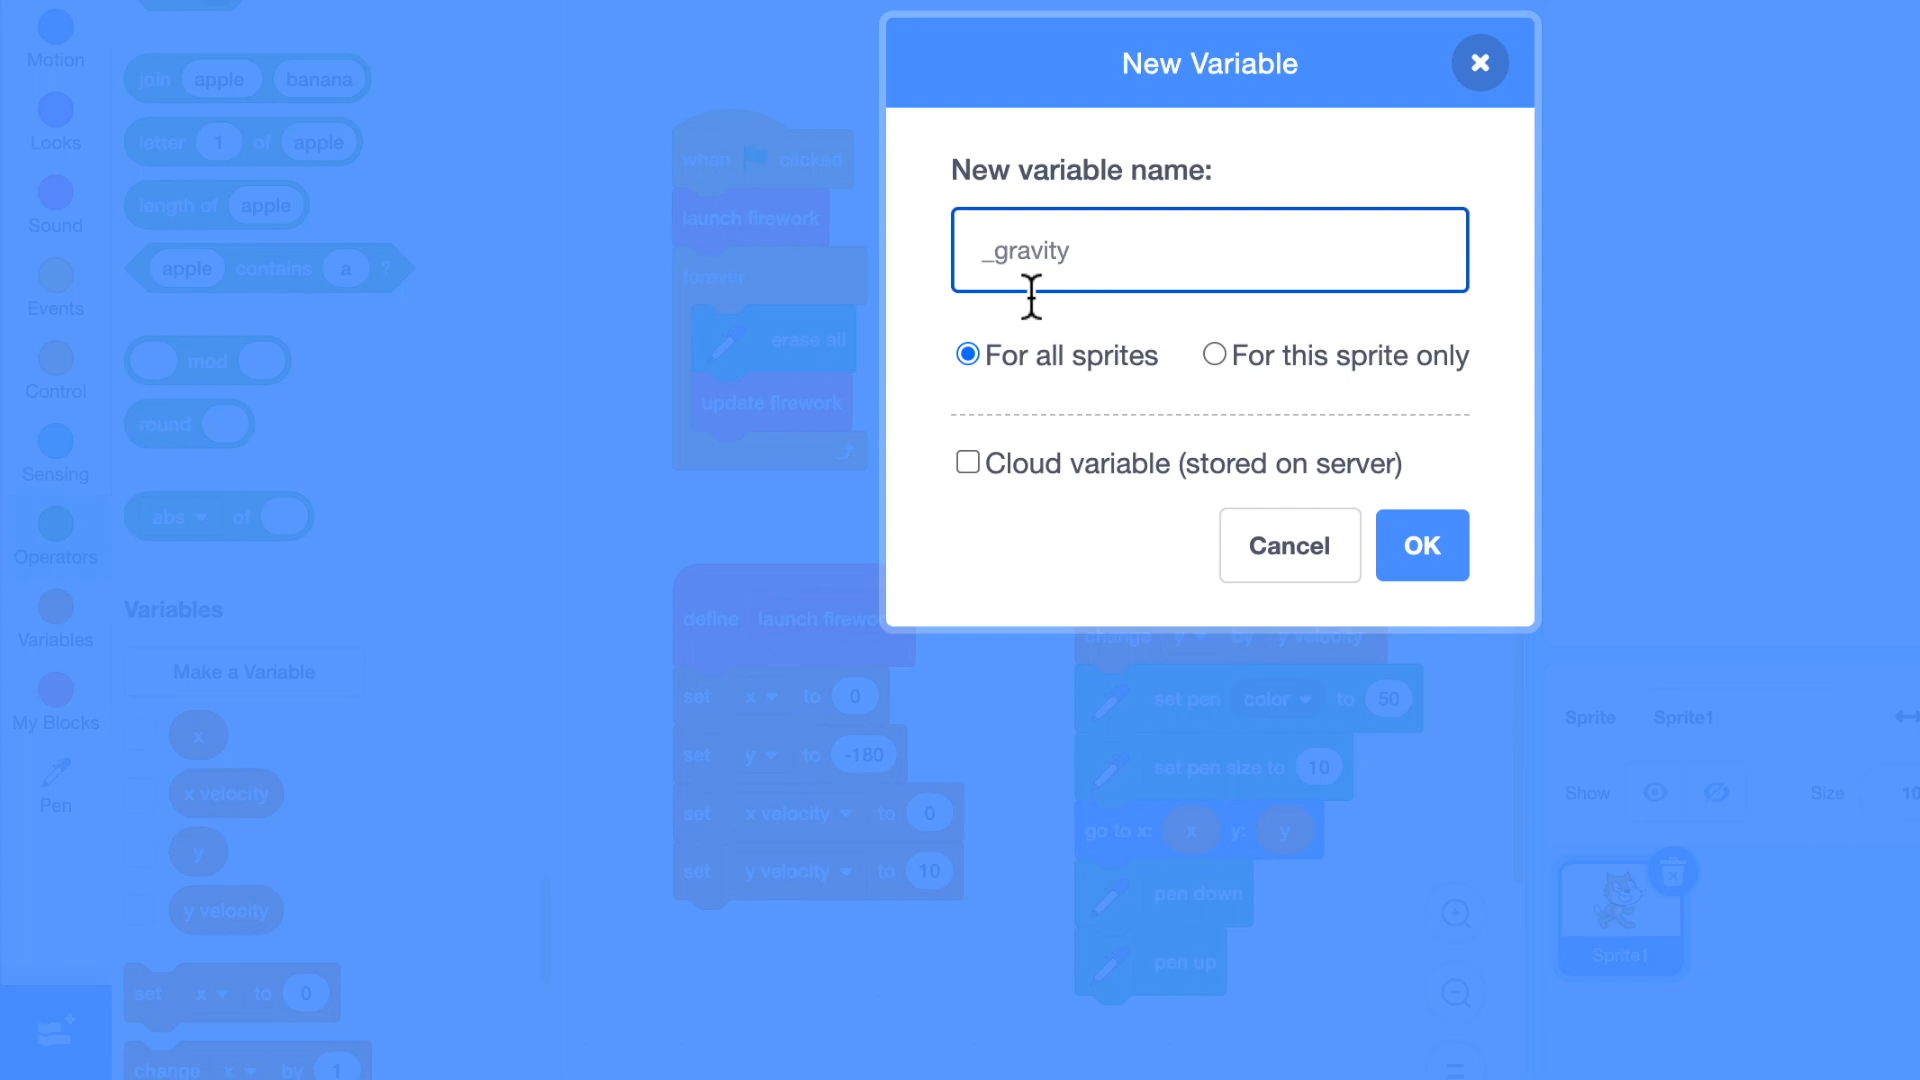 New Variable
New variable name:
_gravity
For all sprites
For this sprite only
Cloud variable (stored on server)
Cancel
OK
Motion
Looks
Sound
Events
Control
Sensing
Operators
Variables
My Blocks
Pen
join apple banana
letter 1 of apple
length of apple
apple contains a ?
mod
round
abs of
Variables
Make a Variable
x
x velocity
y
y velocity
set x to 0
change x by 1
when clicked
launch firework
forever
erase all
update firework
define launch firewo
set x to 0
set y to -180
set x velocity to 0
set y velocity to 10
change y by y velocity
set pen color to 50
set pen size to 10
go to x: x y: y
pen down
pen up
Sprite Sprite1
Show Size 10
Sprite1